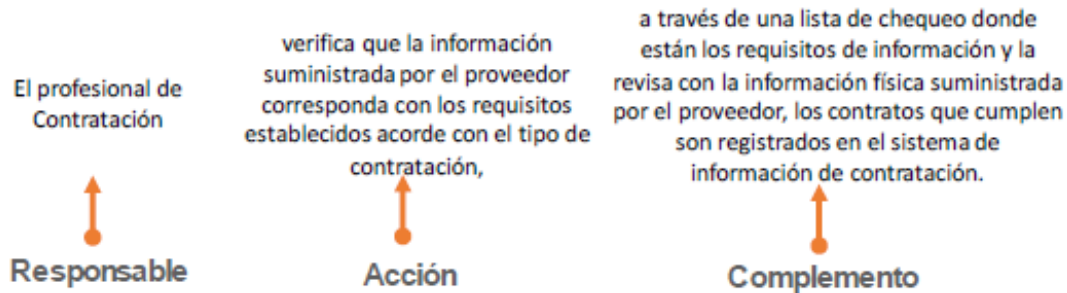 El profesional de
Contratación
verifica que la información
suministrada por el proveedor
corresponda con los requisitos
establecidos acorde con el tipo de
contratación,
a través de una lista de chequeo donde
están los requisitos de información y la
revisa con la información física suministrada
por el proveedor, los contratos que cumplen
son registrados en el sistema de
información de contratación.
Responsable
Acción
Complemento